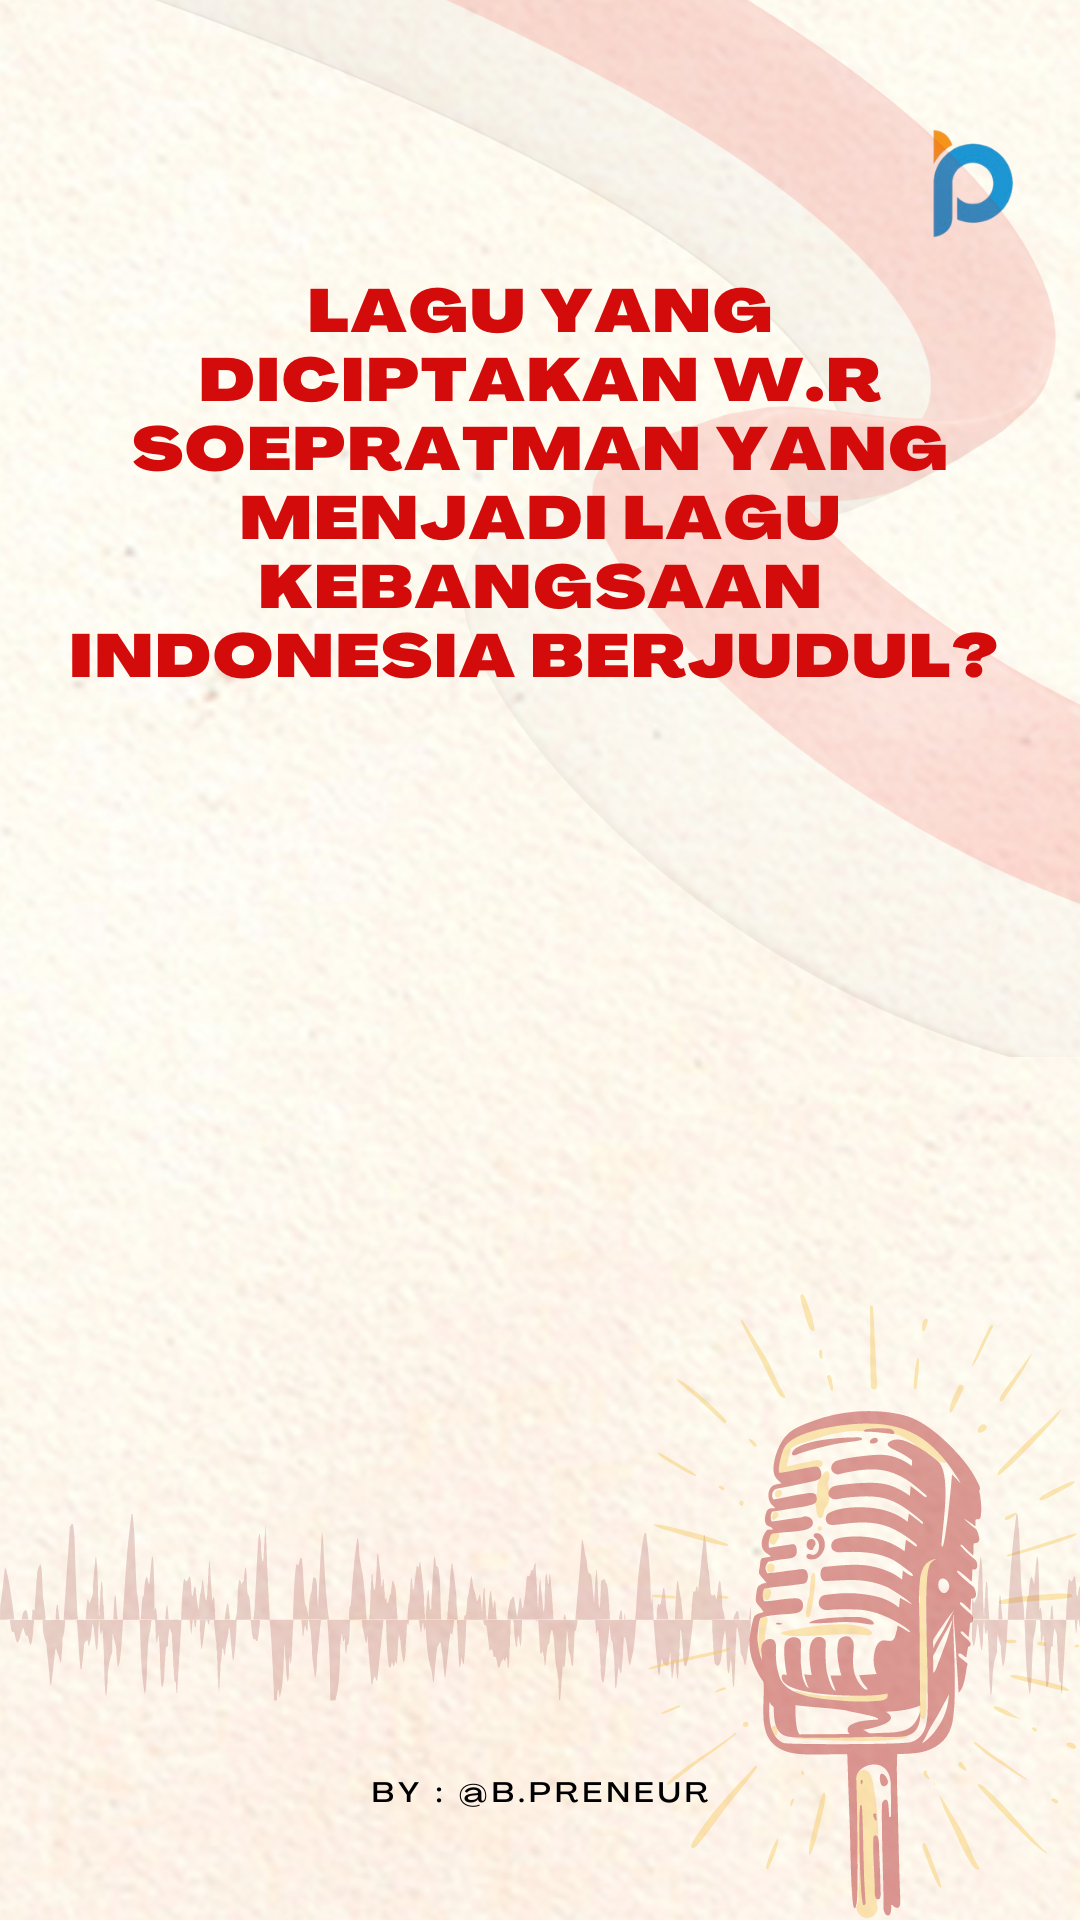 LAGU YANG
DICIPTAKAN W.R
SOEPRATMAN YANG
MENJADI LAGU
KEBANGSAAN
INDONESIA BERJUDUL?
BY : @B.PRENEUR